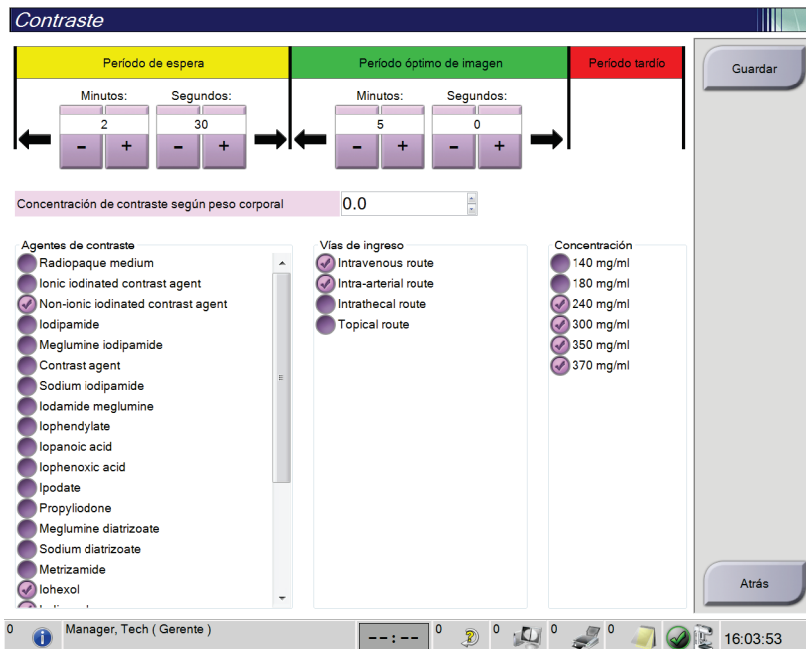 Contraste
Período de espera
Período óptimo de imagen
Período tardío
Guardar
Minutos:
Segundos:
Minutos:
Segundos:
2
30
5
0
- + - + - + - +
Concentración de contraste según peso corporal
0.0
Agentes de contraste
Radiopaque medium
Ionic iodinated contrast agent
Non-ionic iodinated contrast agent
Iodipamide
Meglumine iodipamide
Contrast agent
Sodium iodipamide
Iodamide meglumine
Iophendylate
Iopanoic acid
Iophenoxic acid
Ipodate
Propyliodone
Meglumine diatrizoate
Sodium diatrizoate
Metrizamide
Iohexol
Vías de ingreso
Intravenous route
Intra-arterial route
Intrathecal route
Topical route
Concentración
140 mg/ml
180 mg/ml
240 mg/ml
300 mg/ml
350 mg/ml
370 mg/ml
Atrás
0
Manager, Tech ( Gerente )
--:--
0
0
0
0
16:03:53